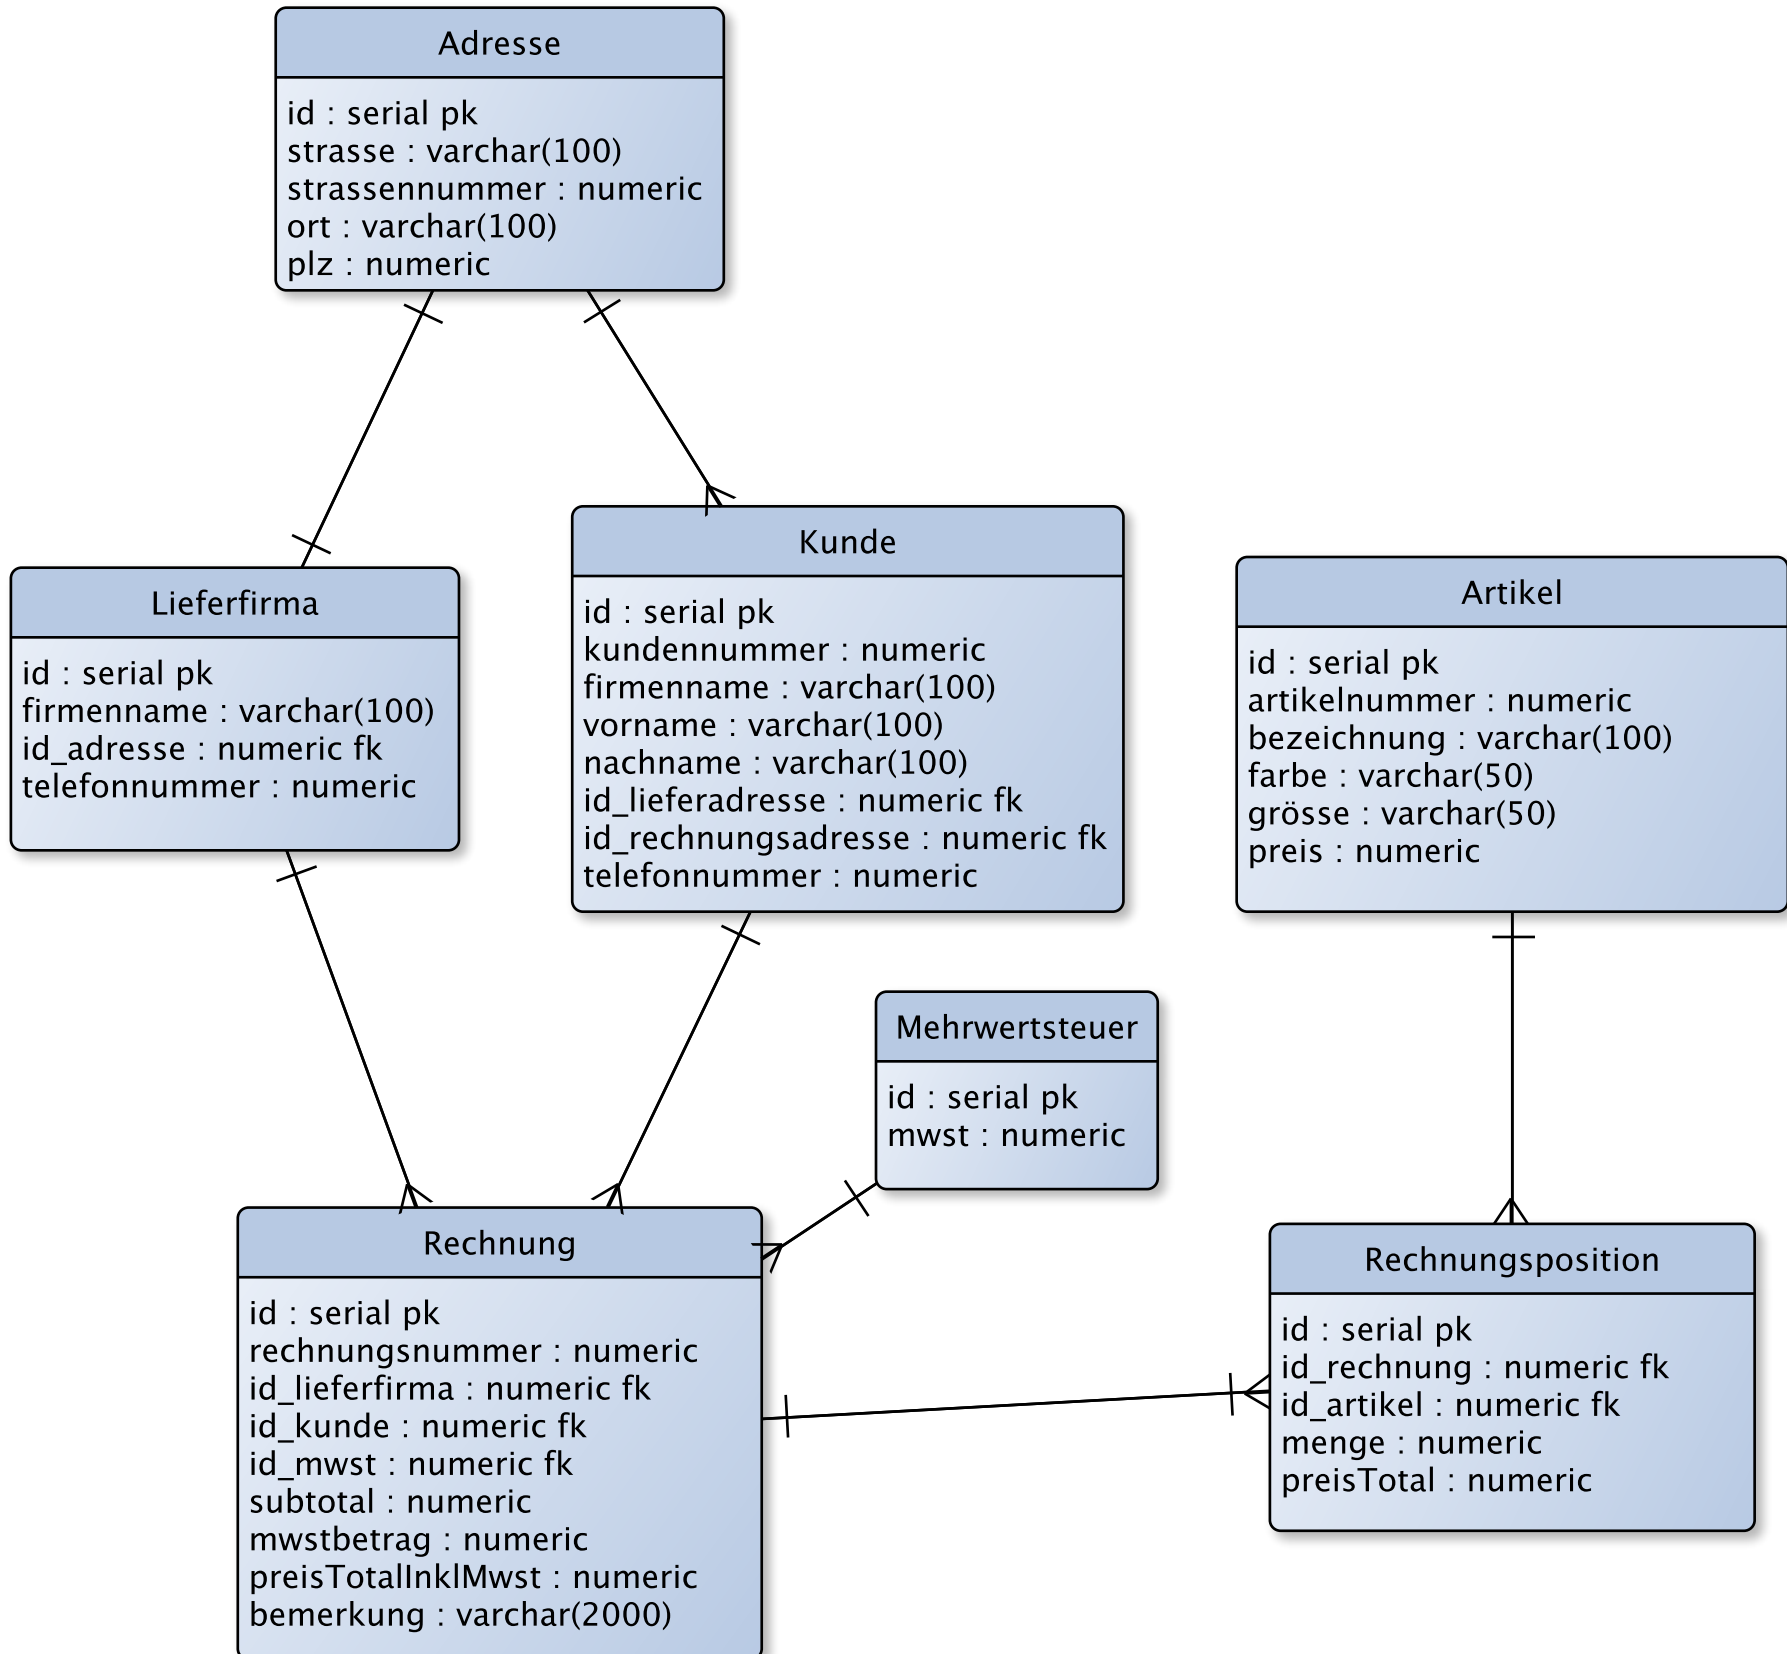 Adresse
id : serial pk
strasse : varchar(100)
strassennummer : numeric
ort : varchar(100)
plz : numeric
Lieferfirma
id : serial pk
firmenname : varchar(100)
id_adresse : numeric fk
telefonnummer : numeric
Kunde
id : serial pk
kundennummer : numeric
firmenname : varchar(100)
vorname : varchar(100)
nachname : varchar(100)
id_lieferadresse : numeric fk
id_rechnungsadresse : numeric fk
telefonnummer : numeric
Artikel
id : serial pk
artikelnummer : numeric
bezeichnung : varchar(100)
farbe : varchar(50)
grösse : varchar(50)
preis : numeric
Mehrwertsteuer
id : serial pk
mwst : numeric
Rechnung
id : serial pk
rechnungsnummer : numeric
id_lieferfirma : numeric fk
id_kunde : numeric fk
id_mwst : numeric fk
subtotal : numeric
mwstbetrag : numeric
preisTotalInklMwst : numeric
bemerkung : varchar(2000)
Rechnungsposition
id : serial pk
id_rechnung : numeric fk
id_artikel : numeric fk
menge : numeric
preisTotal : numeric